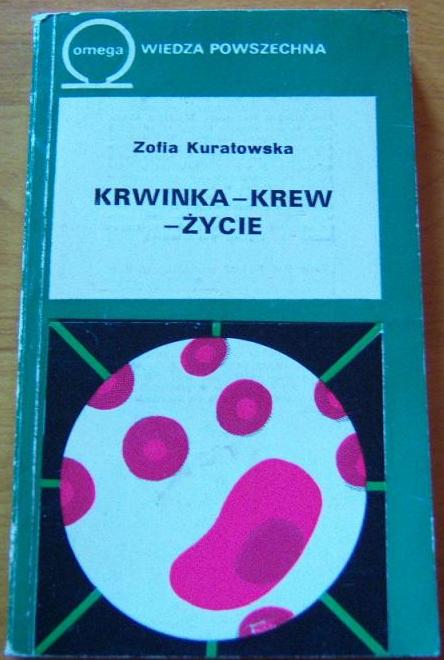 omega WIEDZA POWSZECHNA
Zofia Kuratowska
KRWINKA–KREW
–ŻYCIE